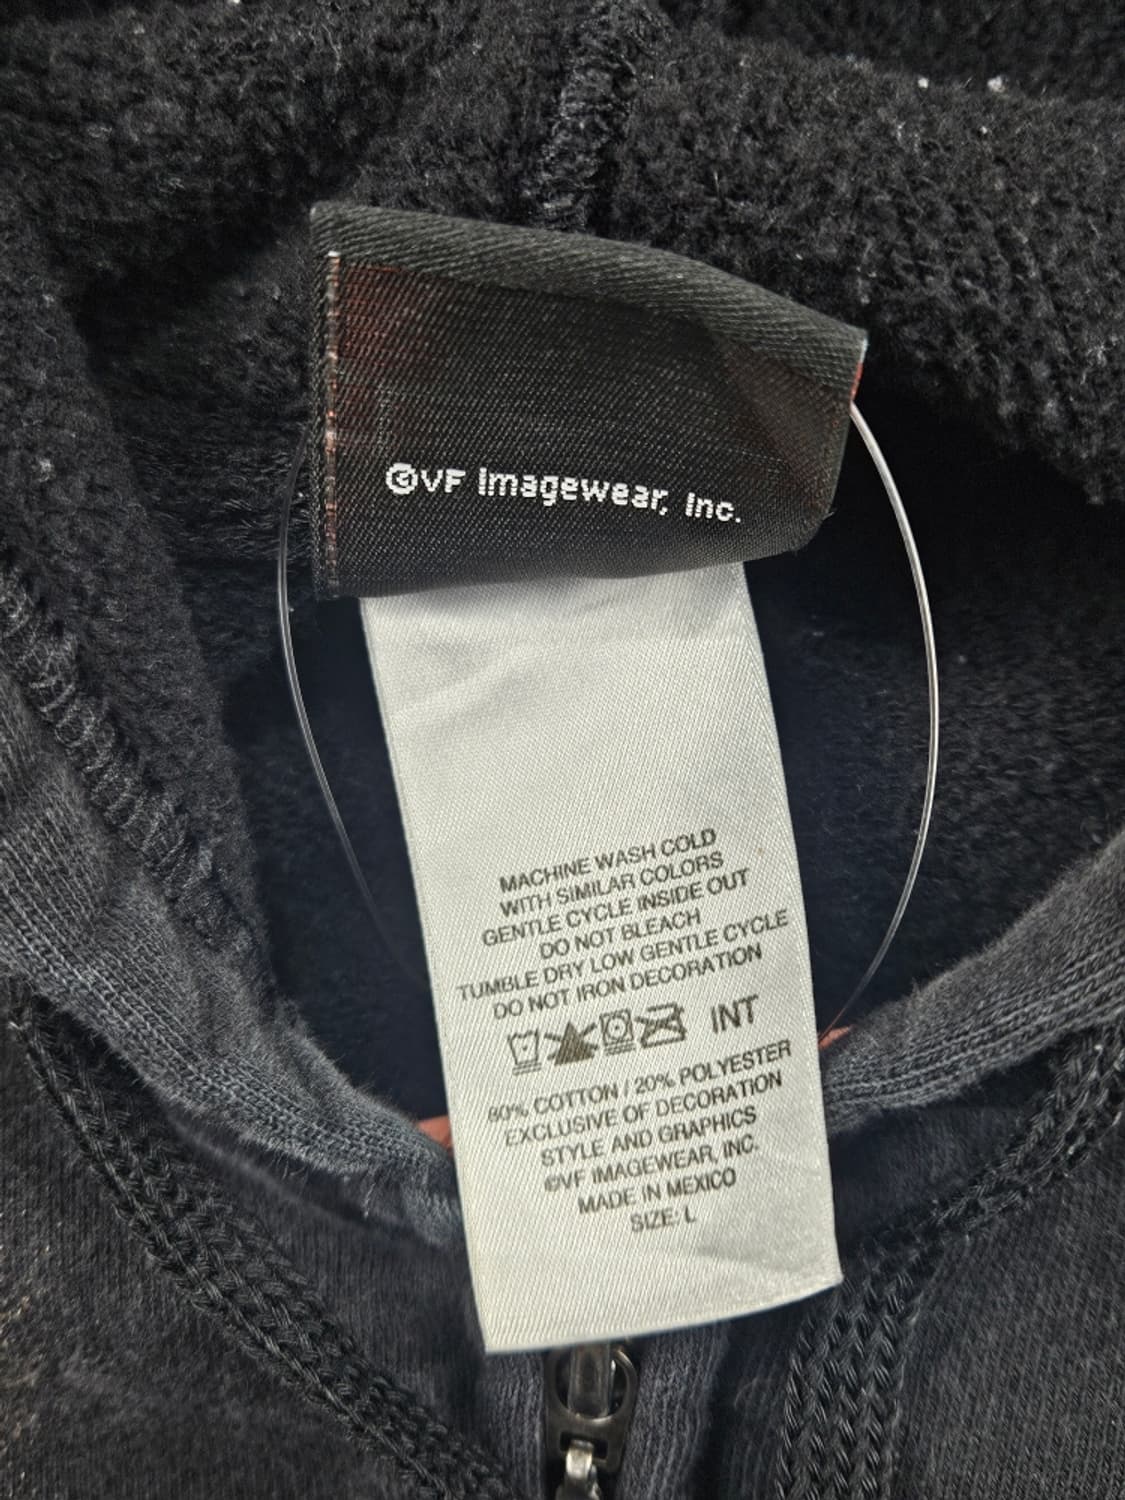 ©VF Imagewear, Inc.
MACHINE WASH COLD
WITH SIMILAR COLORS
GENTLE CYCLE INSIDE OUT
DO NOT BLEACH
TUMBLE DRY LOW GENTLE CYCLE
DO NOT IRON DECORATION
INT
80% COTTON / 20% POLYESTER
EXCLUSIVE OF DECORATION
STYLE AND GRAPHICS
©VF IMAGEWEAR, INC.
MADE IN MEXICO
SIZE: L